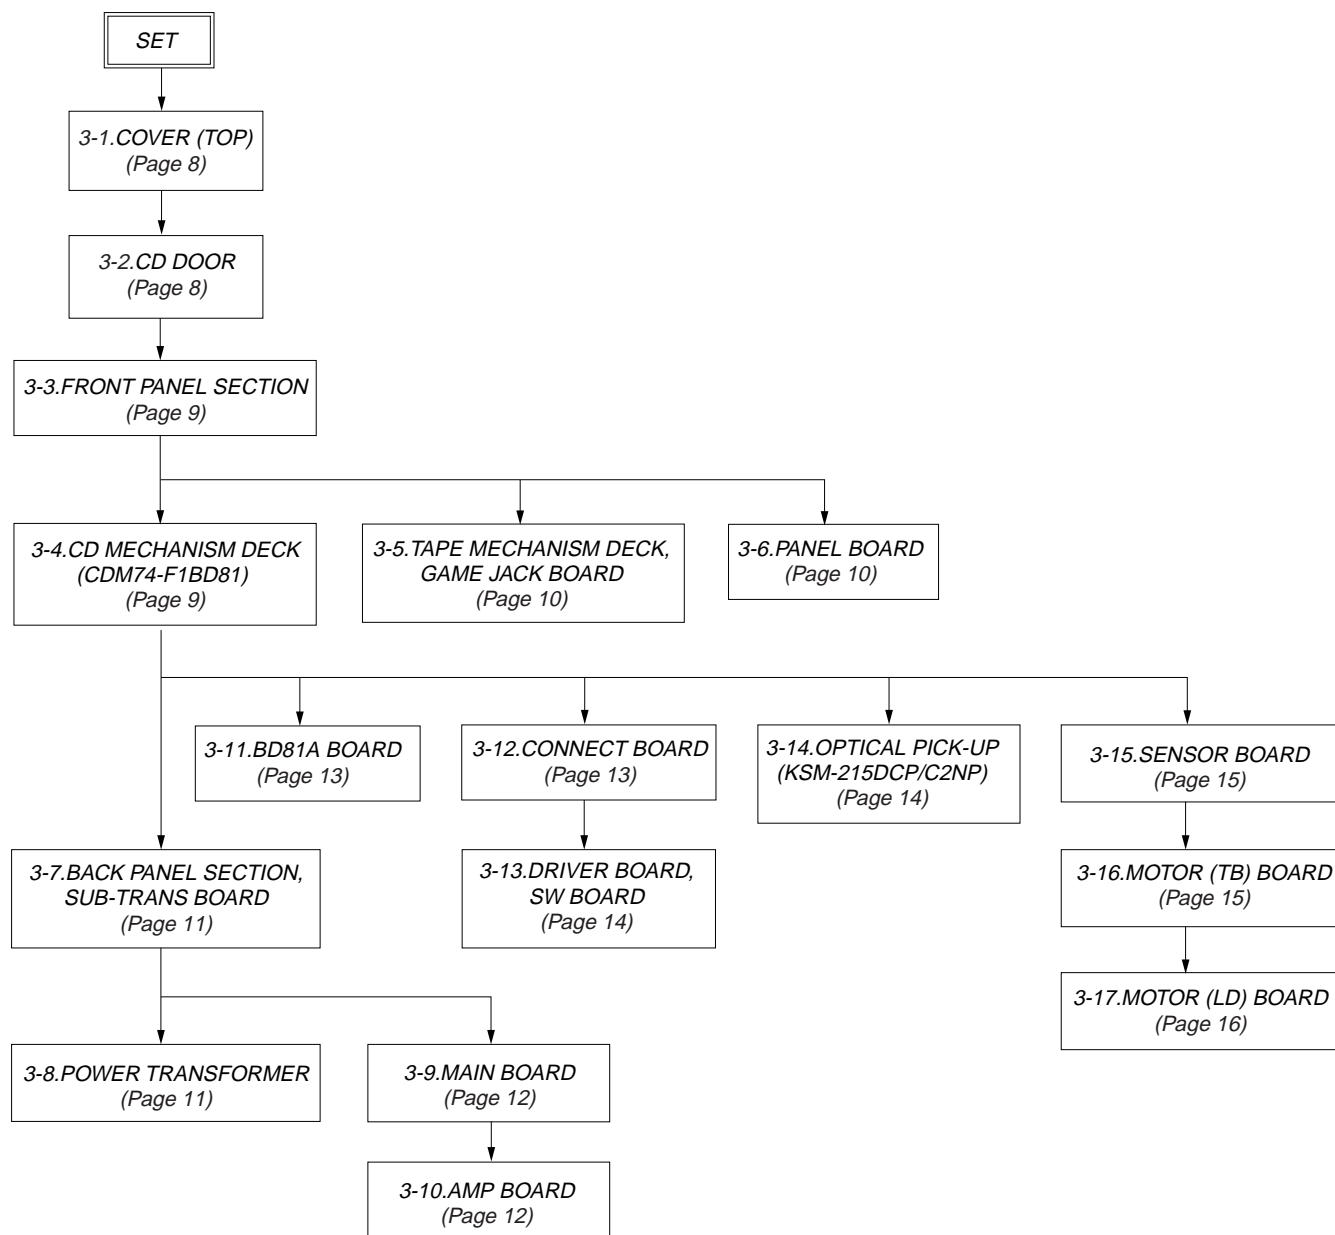 SET
3-1.COVER (TOP)
(Page 8)
3-2.CD DOOR
(Page 8)
3-3.FRONT PANEL SECTION
(Page 9)
3-4.CD MECHANISM DECK
(CDM74-F1BD81)
(Page 9)
3-5.TAPE MECHANISM DECK,
GAME JACK BOARD
(Page 10)
3-6.PANEL BOARD
(Page 10)
3-11.BD81A BOARD
(Page 13)
3-12.CONNECT BOARD
(Page 13)
3-14.OPTICAL PICK-UP
(KSM-215DCP/C2NP)
(Page 14)
3-15.SENSOR BOARD
(Page 15)
3-7.BACK PANEL SECTION,
SUB-TRANS BOARD
(Page 11)
3-13.DRIVER BOARD,
SW BOARD
(Page 14)
3-16.MOTOR (TB) BOARD
(Page 15)
3-17.MOTOR (LD) BOARD
(Page 16)
3-8.POWER TRANSFORMER
(Page 11)
3-9.MAIN BOARD
(Page 12)
3-10.AMP BOARD
(Page 12)